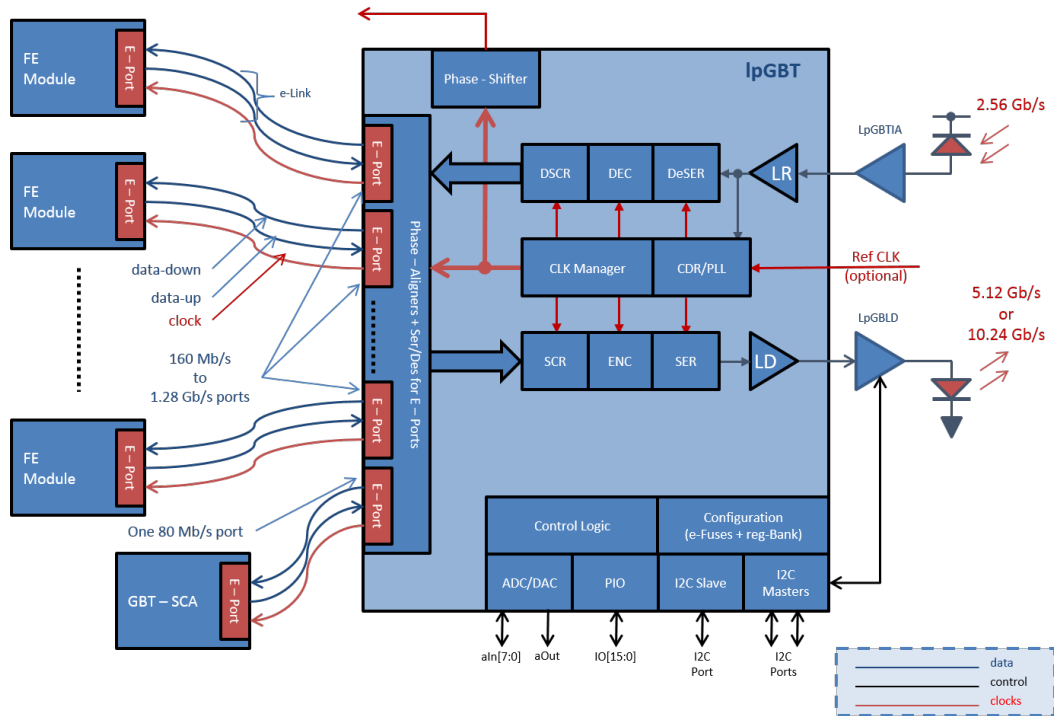 FE
Module
E – Port
e-Link
FE
Module
E – Port
data-down
data-up
clock
160 Mb/s
to
1.28 Gb/s ports
FE
Module
E – Port
One 80 Mb/s port
GBT – SCA
E – Port
lpGBT
Phase - Shifter
E – Port
E – Port
E – Port
E – Port
Phase – Aligners + Ser/Des for E – Ports
DSCR
DEC
DeSER
LR
CLK Manager
CDR/PLL
SCR
ENC
SER
LD
LpGBTIA
2.56 Gb/s
Ref CLK
(optional)
LpGBLD
5.12 Gb/s
or
10.24 Gb/s
Control Logic
Configuration
(e-Fuses + reg-Bank)
ADC/DAC
PIO
I2C Slave
I2C
Masters
aIn[7:0]
aOut
IO[15:0]
I2C
Port
I2C
Ports
data
control
clocks